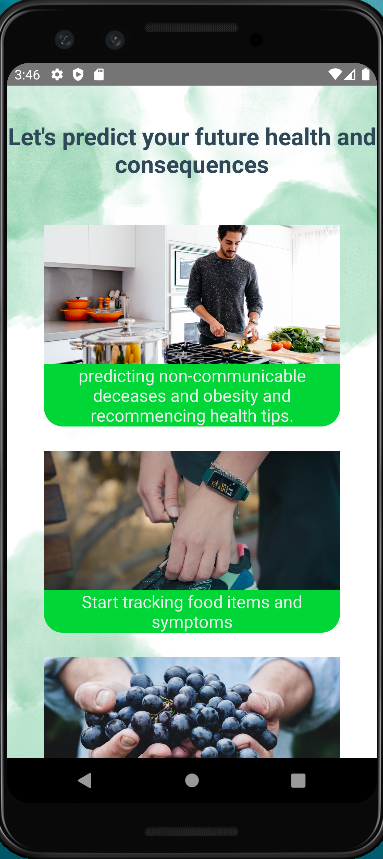 3:46
Let's predict your future health and
consequences
predicting non-communicable
deceases and obesity and
recommencing health tips.
Start tracking food items and
symptoms